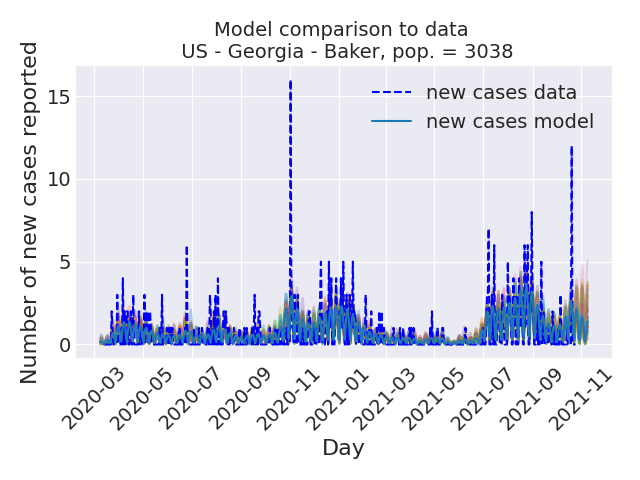 Model comparison to data
US - Georgia - Baker, pop. = 3038
Number of new cases reported
15
10
5
0
new cases data
new cases model
2020-03
2020-05
2020-07
2020-09
2020-11
2021-01
2021-03
2021-05
2021-07
2021-09
2021-11
Day